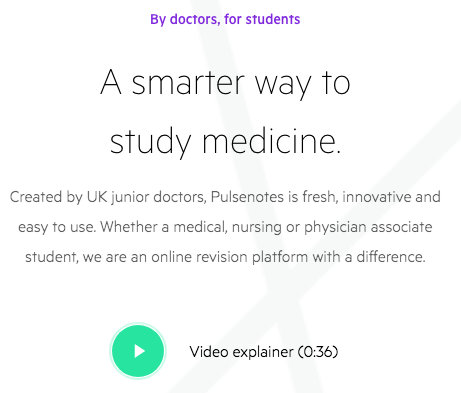 By doctors, for students
A smarter way to
study medicine.
Created by UK junior doctors, Pulsenotes is fresh, innovative and
easy to use. Whether a medical, nursing or physician associate
student, we are an online revision platform with a difference.
Video explainer (0:36)